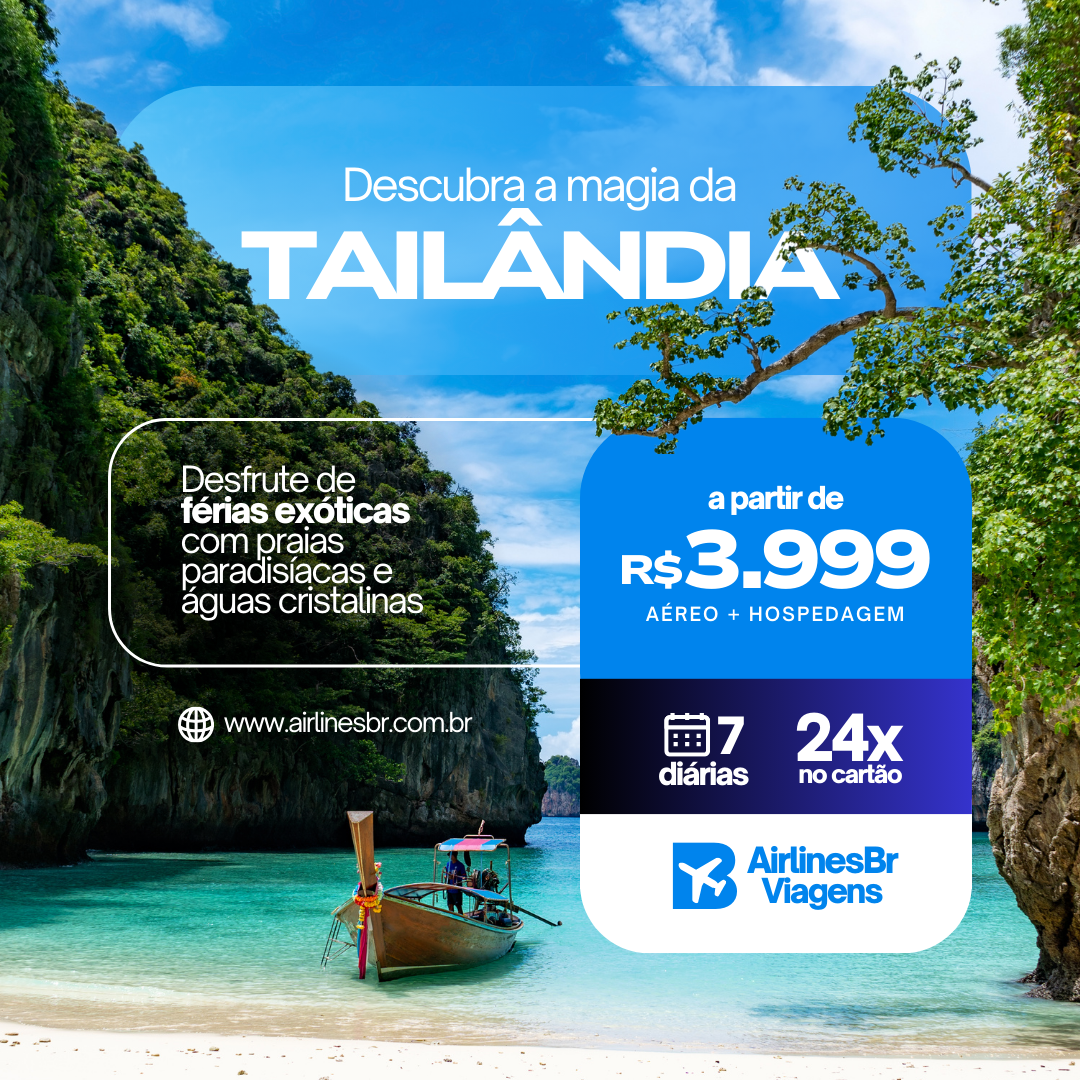 Descubra a magia da
TAILÂNDIA
Desfrute de
férias exóticas
com praias
paradisíacas e
águas cristalinas
www.airlinesbr.com.br
a partir de
R$3.999
AÉREO + HOSPEDAGEM
7
diárias
24x
no cartão
B
AirlinesBr
Viagens